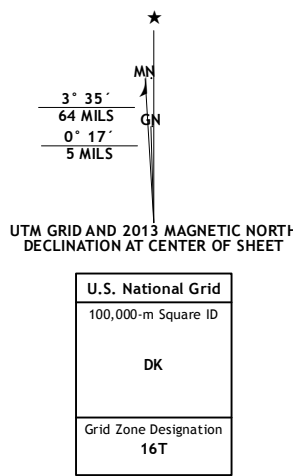 ★
MN
3° 35´
64 MILS
GN
0° 17´
5 MILS
UTM GRID AND 2013 MAGNETIC NORTH
DECLINATION AT CENTER OF SHEET
U.S. National Grid
100,000-m Square ID
DK
Grid Zone Designation
16T